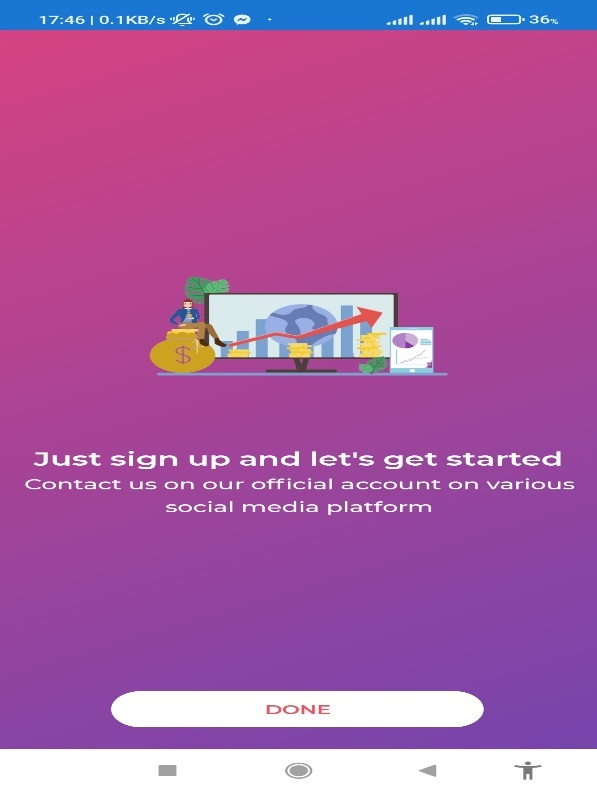 17:46 | 0.1KB/s 36%
$
Just sign up and let's get started
Contact us on our official account on various
social media platform
DONE